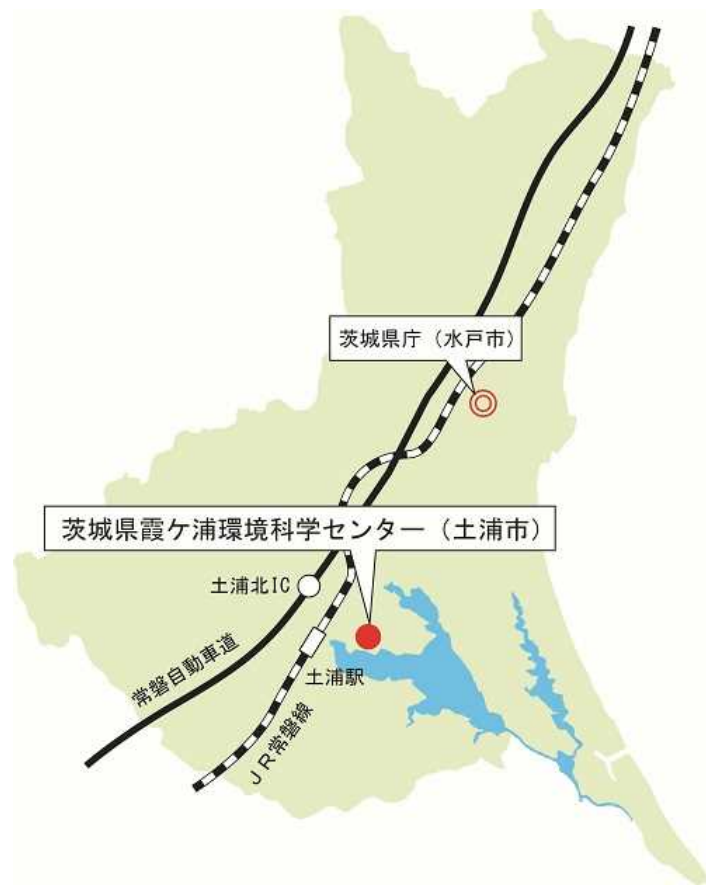 茨城県庁（水戸市）
茨城県霞ケ浦環境科学センター（土浦市）
土浦北IC
土浦駅
常磐自動車道
ＪＲ常磐線